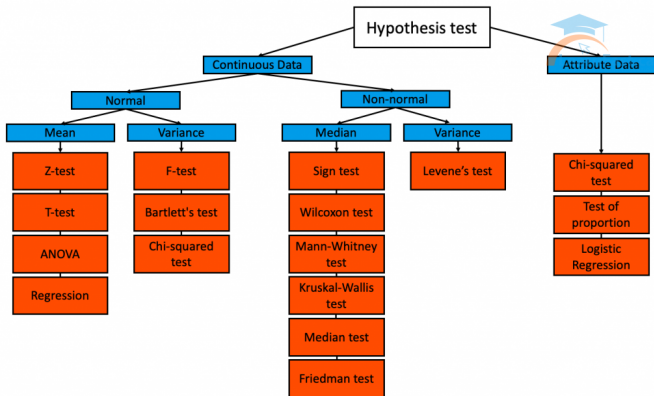 Hypothesis test
Continuous Data
Attribute Data
Normal
Non-normal
Mean
Variance
Median
Variance
Z-test
T-test
ANOVA
Regression
F-test
Bartlett's test
Chi-squared
test
Sign test
Wilcoxon test
Mann-Whitney
test
Kruskal-Wallis
test
Median test
Friedman test
Levene's test
Chi-squared
test
Test of
proportion
Logistic
Regression